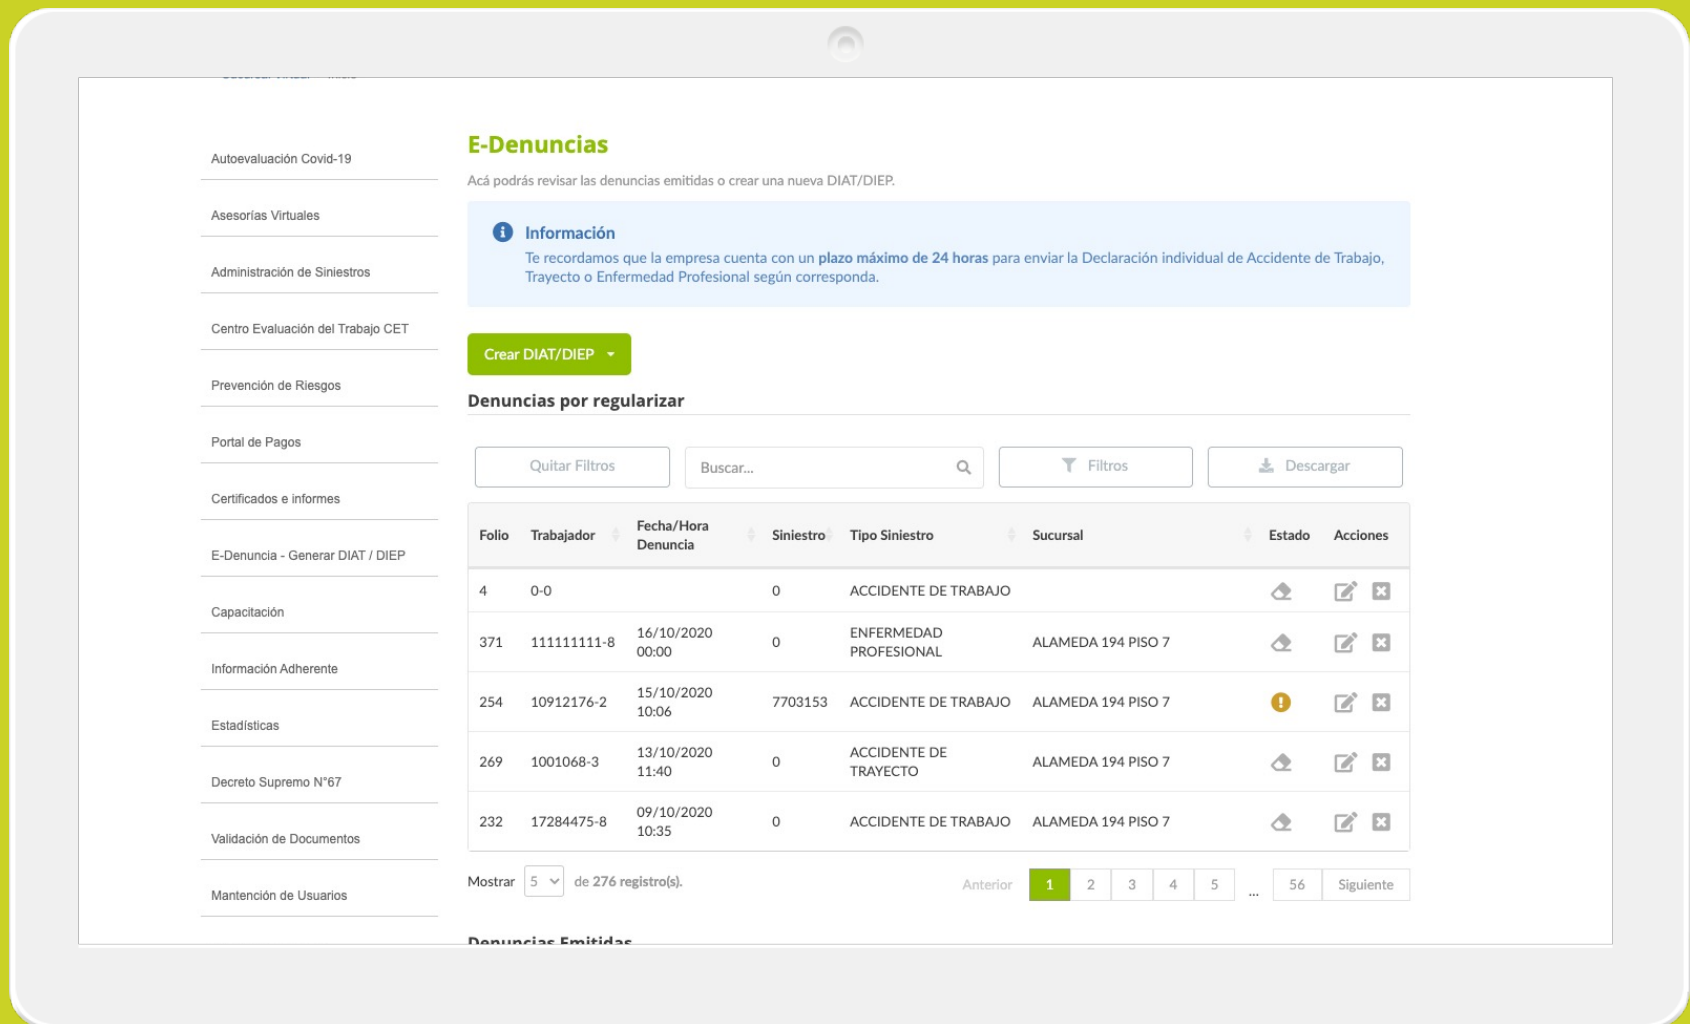 Autoevaluación Covid-19
Asesorías Virtuales
Administración de Siniestros
Centro Evaluación del Trabajo CET
Prevención de Riesgos
Portal de Pagos
Certificados e informes
E-Denuncia - Generar DIAT / DIEP
Capacitación
Información Adherente
Estadísticas
Decreto Supremo N°67
Validación de Documentos
Mantención de Usuarios
E-Denuncias
Acá podrás revisar las denuncias emitidas o crear una nueva DIAT/DIEP.
Información
Te recordamos que la empresa cuenta con un plazo máximo de 24 horas para enviar la Declaración individual de Accidente de Trabajo,
Trayecto o Enfermedad Profesional según corresponda.
Crear DIAT/DIEP
Denuncias por regularizar
Quitar Filtros Buscar... Filtros Descargar
Folio Trabajador Fecha/Hora Denuncia Siniestro Tipo Siniestro Sucursal Estado Acciones
4 0-0 0 ACCIDENTE DE TRABAJO
371 111111111-8 16/10/2020 00:00 0 ENFERMEDAD PROFESIONAL ALAMEDA 194 PISO 7
254 10912176-2 15/10/2020 10:06 7703153 ACCIDENTE DE TRABAJO ALAMEDA 194 PISO 7
269 1001068-3 13/10/2020 11:40 0 ACCIDENTE DE TRAYECTO ALAMEDA 194 PISO 7
232 17284475-8 09/10/2020 10:35 0 ACCIDENTE DE TRABAJO ALAMEDA 194 PISO 7
Mostrar 5 de 276 registro(s). Anterior 1 2 3 4 5 ... 56 Siguiente
Denuncias Emitidas